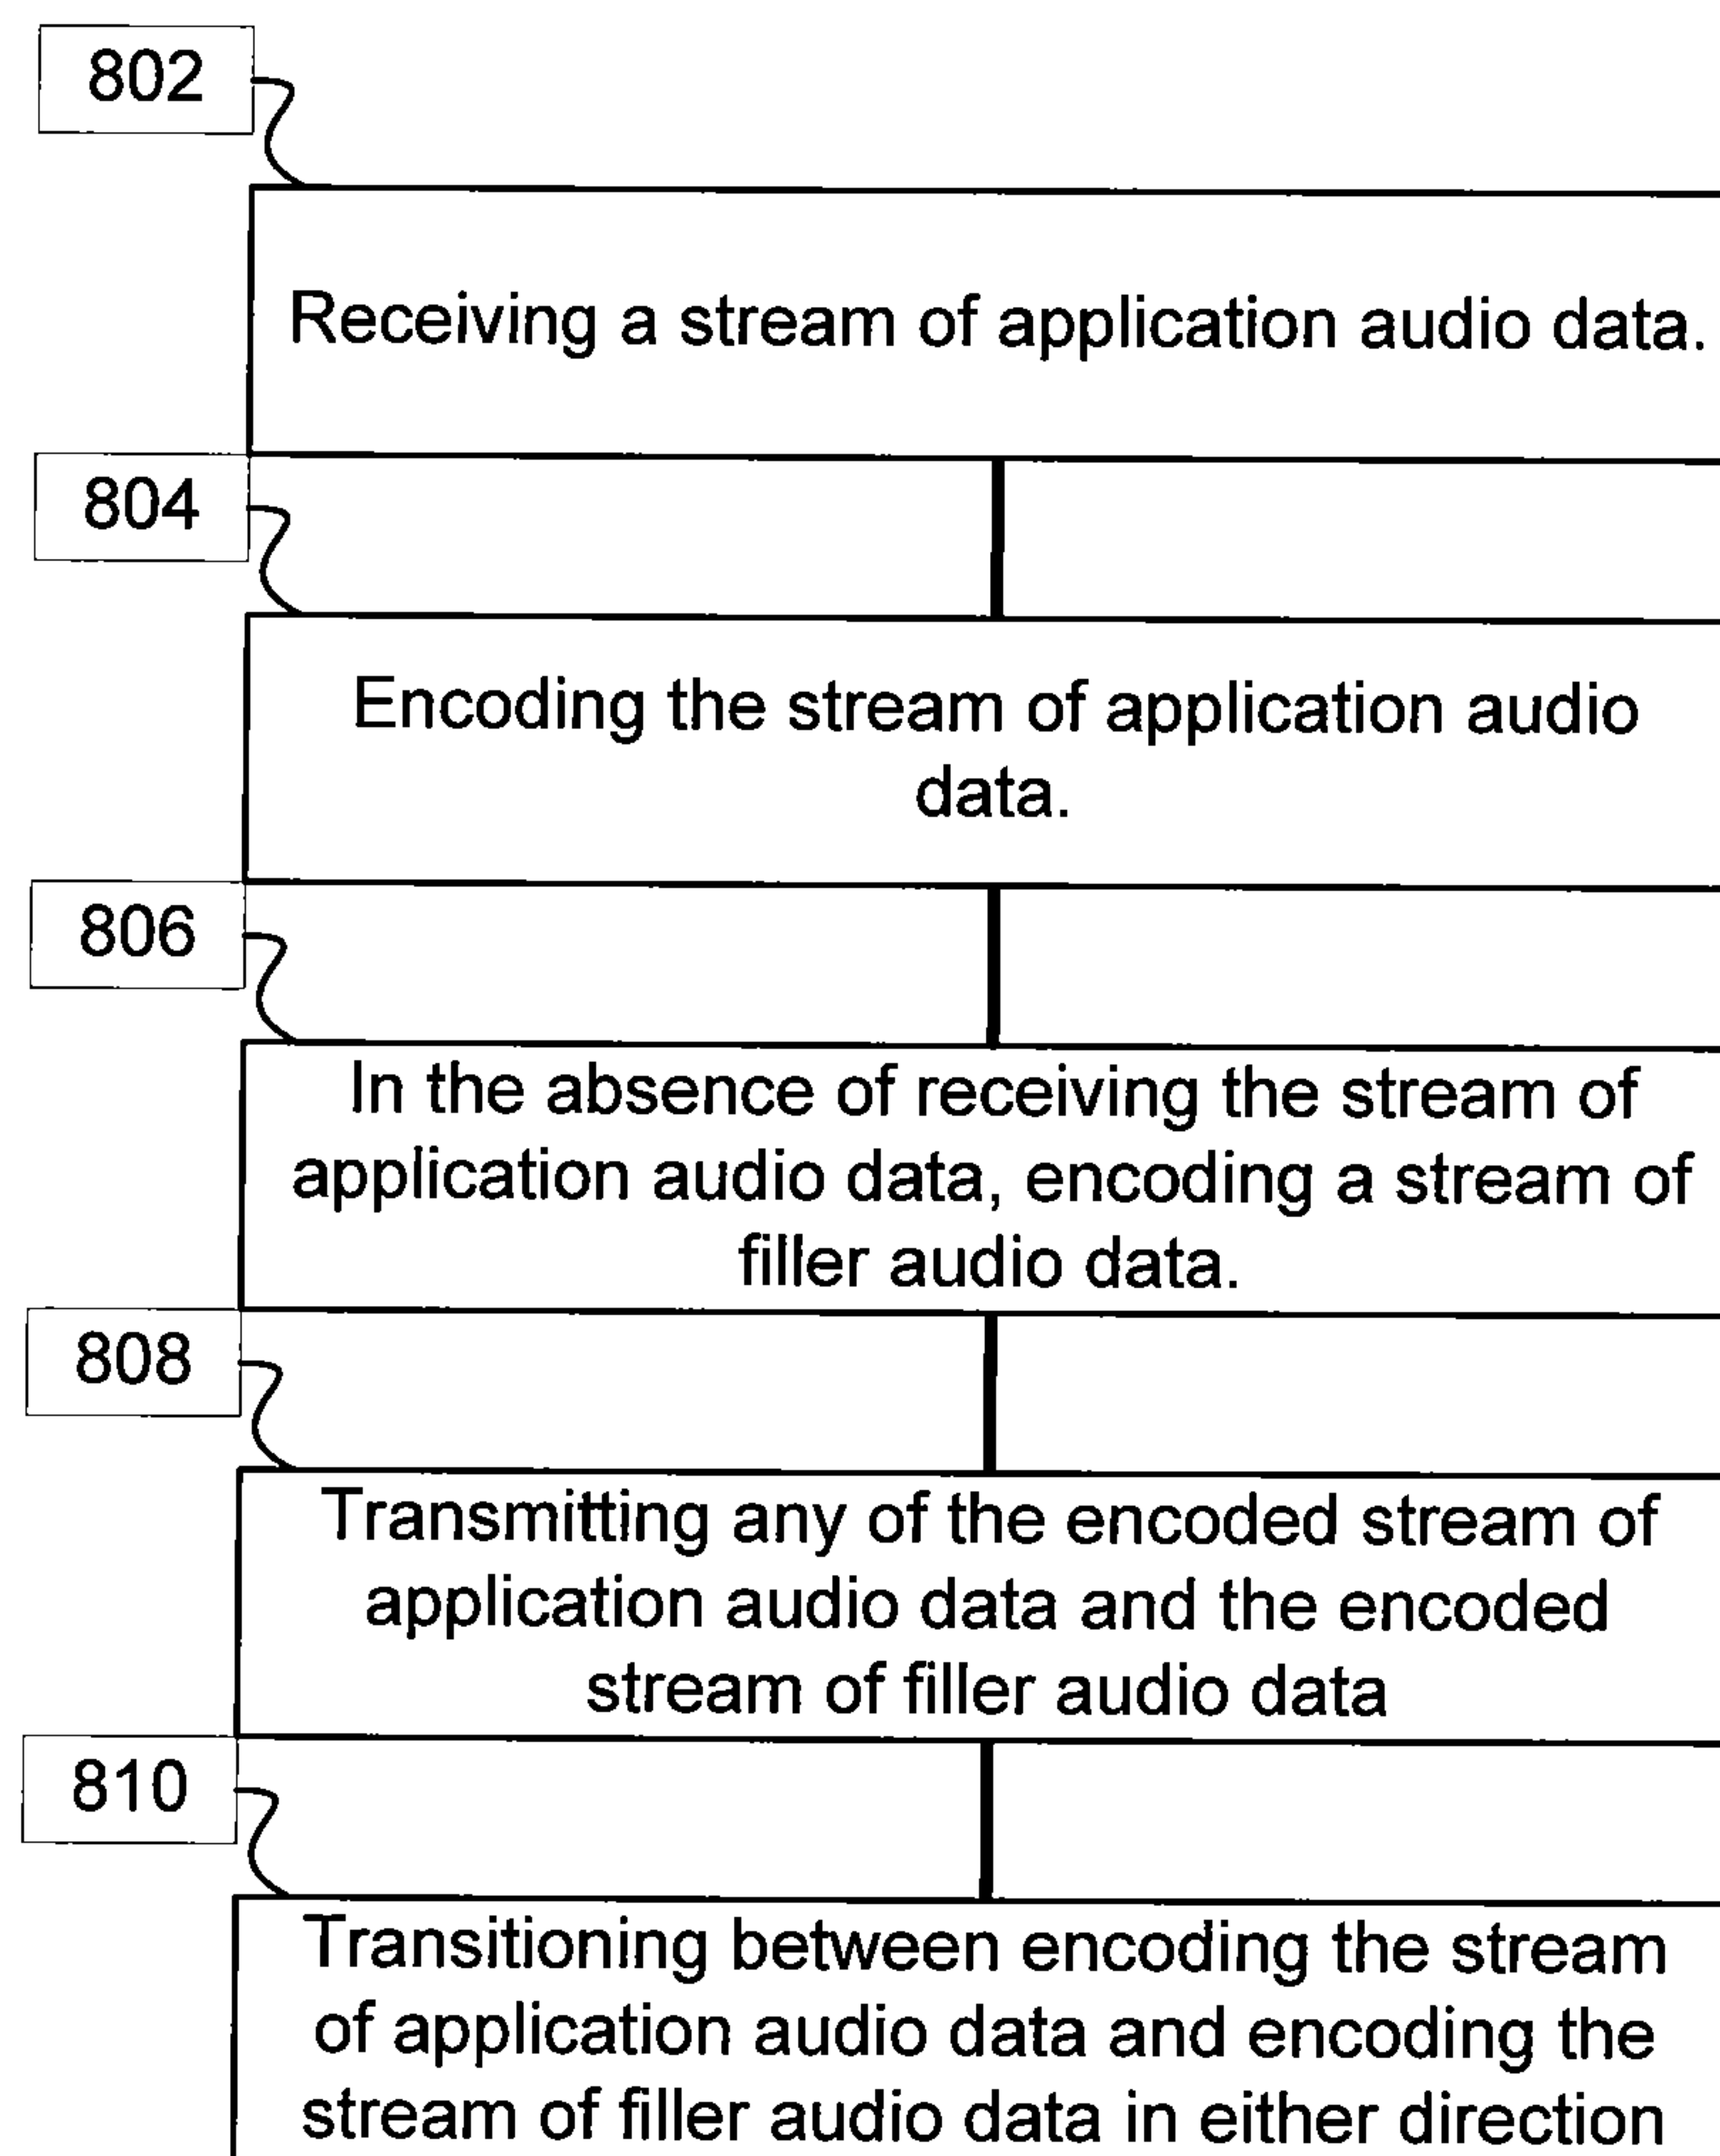 802
Receiving a stream of application audio data.
804
Encoding the stream of application audio
data.
806
In the absence of receiving the stream of
application audio data, encoding a stream of
filler audio data.
808
Transmitting any of the encoded stream of
application audio data and the encoded
stream of filler audio data
810
Transitioning between encoding the stream
of application audio data and encoding the
stream of filler audio data in either direction